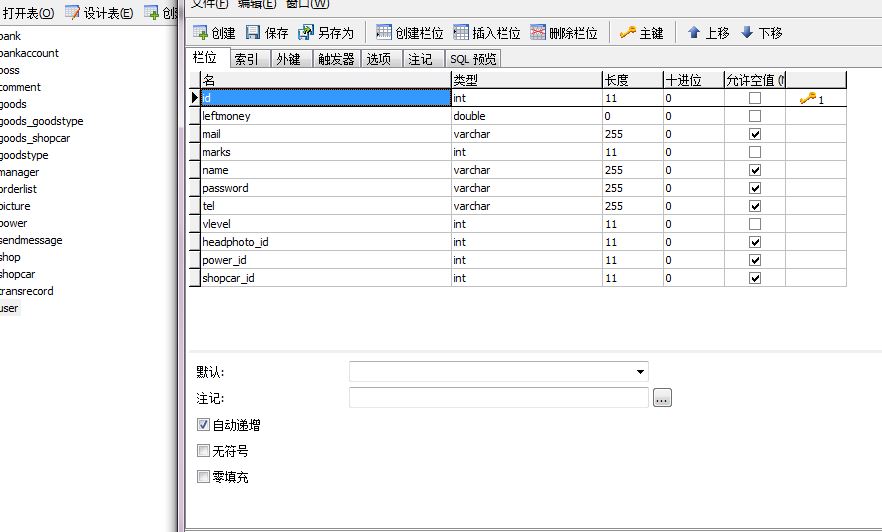 文件(F) 编辑(E) 窗口(W)
打开表(O) 设计表(E) 创
创建 保存 另存为 创建栏位 插入栏位 删除栏位 主键 上移 下移
栏位 索引 外键 触发器 选项 注记 SQL 预览
名 类型 长度 十进位 允许空值 (
id int 11 0 1
leftmoney double 0 0
mail varchar 255 0
marks int 11 0
name varchar 255 0
password varchar 255 0
tel varchar 255 0
vlevel int 11 0
headphoto_id int 11 0
power_id int 11 0
shopcar_id int 11 0
bank
bankaccount
boss
comment
goods
goods_goodstype
goods_shopcar
goodstype
manager
orderlist
picture
power
sendmessage
shop
shopcar
transrecord
user
默认:
注记:
...
自动递增
无符号
零填充